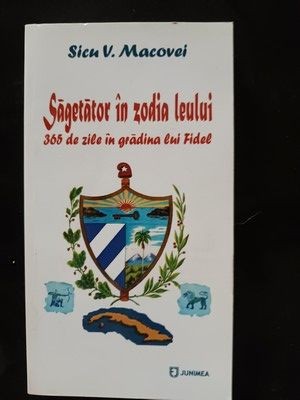 Sicu V. Macovei
Săgetător în zodia leului
365 de zile în grădina lui Fidel
JUNIMEA